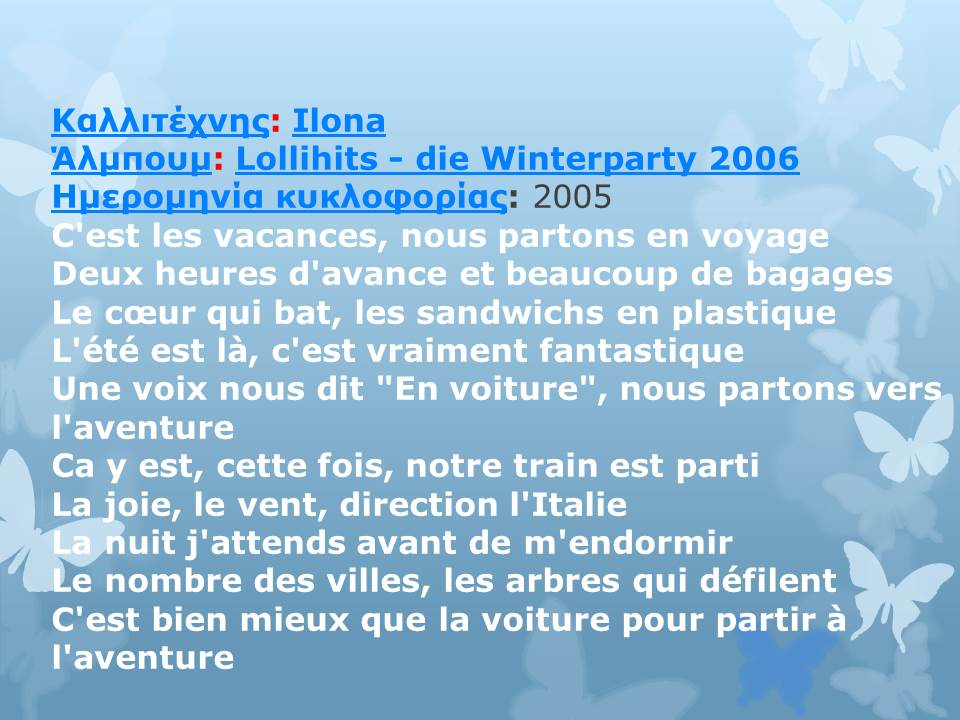 Καλλιτέχνης: Ilona
Άλμπουμ: Lollihits - die Winterparty 2006
Ημερομηνία κυκλοφορίας: 2005
C'est les vacances, nous partons en voyage
Deux heures d'avance et beaucoup de bagages
Le cœur qui bat, les sandwichs en plastique
L'été est là, c'est vraiment fantastique
Une voix nous dit "En voiture", nous partons vers
l'aventure
Ca y est, cette fois, notre train est parti
La joie, le vent, direction l'Italie
La nuit j'attends avant de m'endormir
Le nombre des villes, les arbres qui défilent
C'est bien mieux que la voiture pour partir à
l'aventure